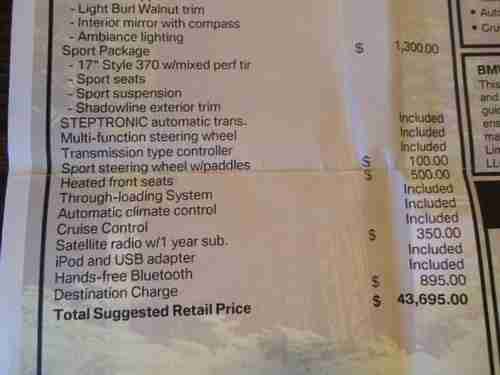 - Light Burl Walnut trim
- Interior mirror with compass
- Ambiance lighting
Sport Package $ 1,300.00
- 17" Style 370 w/mixed perf tir
- Sport seats
- Sport suspension
- Shadowline exterior trim
STEPTRONIC automatic trans. Included
Multi-function steering wheel Included
Transmission type controller Included
Sport steering wheel w/paddles $ 100.00
Heated front seats $ 500.00
Through-loading System Included
Automatic climate control Included
Cruise Control Included
Satellite radio w/1 year sub. $ 350.00
iPod and USB adapter Included
Hands-free Bluetooth Included
Destination Charge $ 895.00
Total Suggested Retail Price $ 43,695.00
BMW
This
and